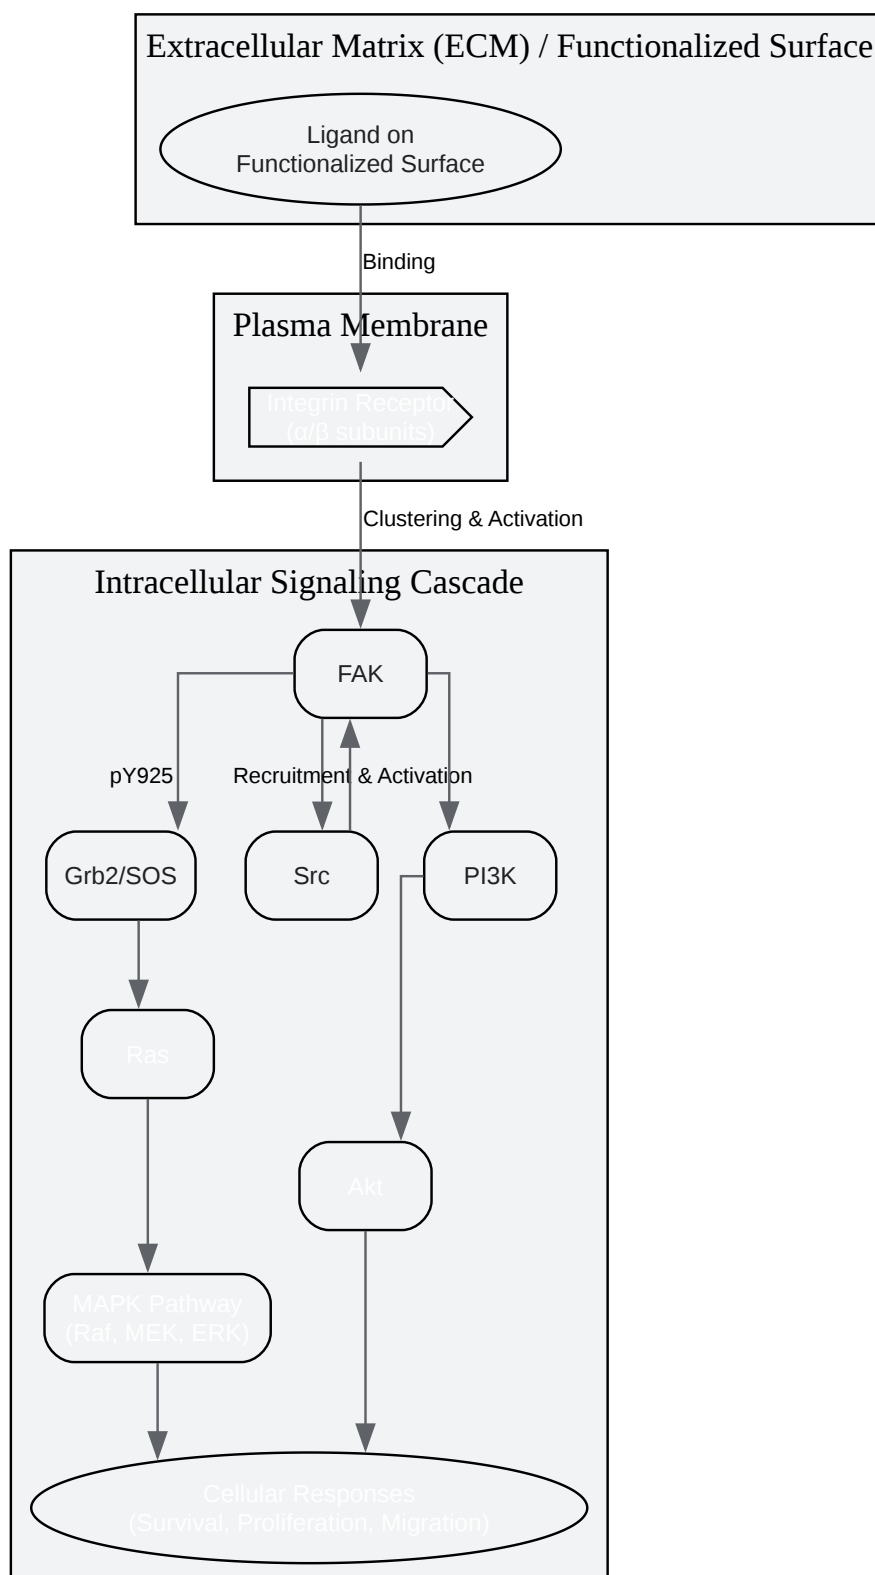 Extracellular Matrix (ECM) / Functionalized Surface
Ligand on
Functionalized Surface
Binding
Plasma Membrane
Integrin Receptor
(α/β subunits)
Clustering & Activation
Intracellular Signaling Cascade
FAK
pY925
Recruitment & Activation
Grb2/SOS
Src
PI3K
Ras
Akt
MAPK Pathway
(Raf, MEK, ERK)
Cellular Responses
(Survival, Proliferation, Migration)